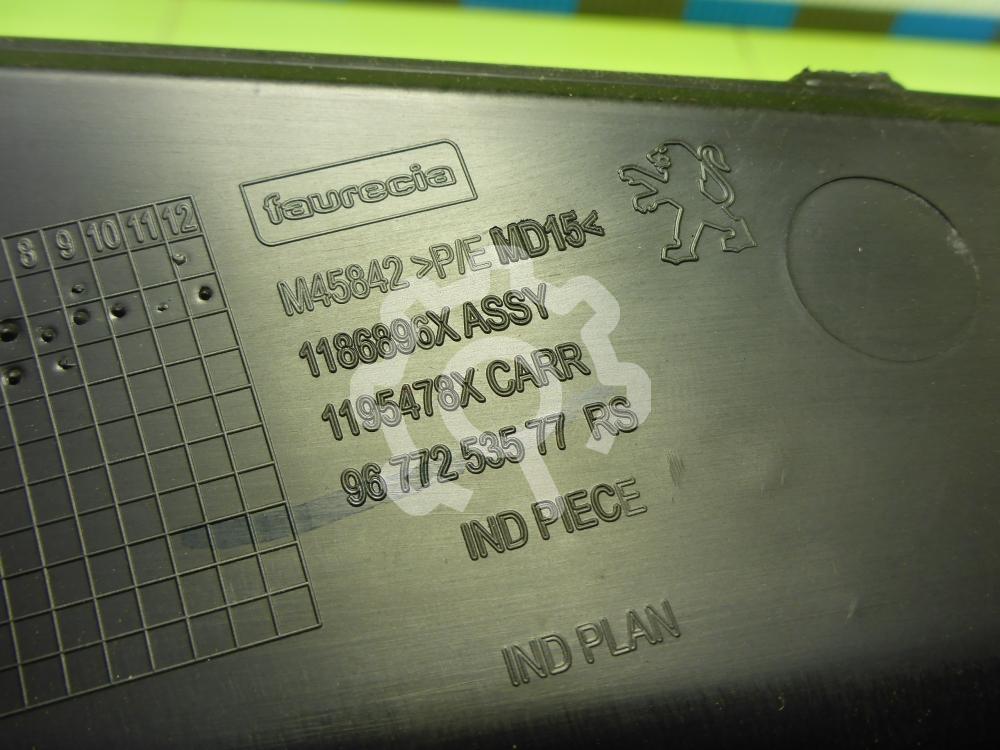 faurecia
8 9 10 11 12
M45842 >P/E MD15<
1186896X ASSY
1195478X CARR
96 772 535 77 RS
IND PIECE
IND PLAN